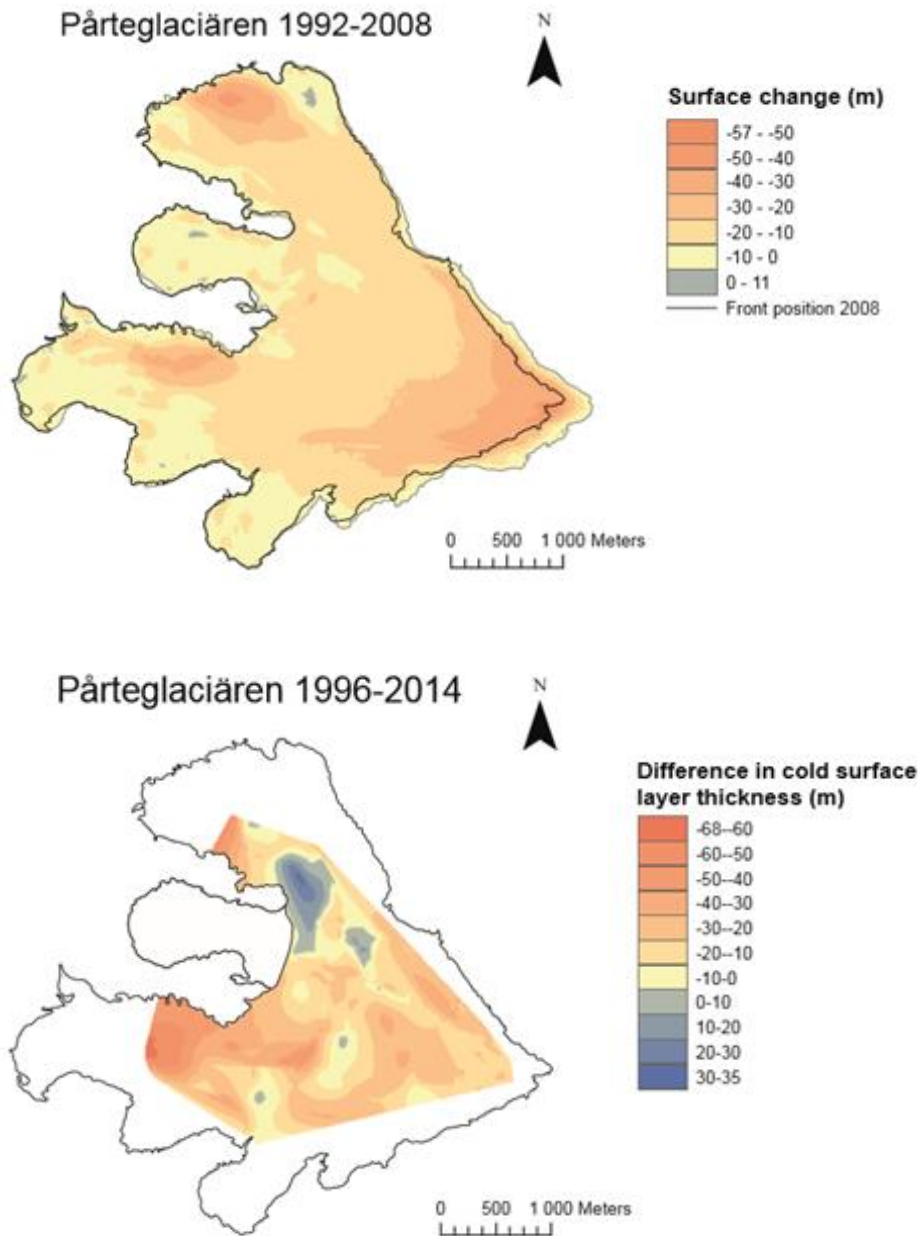 Pårteglaciären 1992-2008
N
Surface change (m)
-57 - -50
-50 - -40
-40 - -30
-30 - -20
-20 - -10
-10 - 0
0 - 11
Front position 2008
0 500 1 000 Meters
Pårteglaciären 1996-2014
N
Difference in cold surface
layer thickness (m)
-68--60
-60--50
-50--40
-40--30
-30--20
-20--10
-10-0
0-10
10-20
20-30
30-35
0 500 1 000 Meters